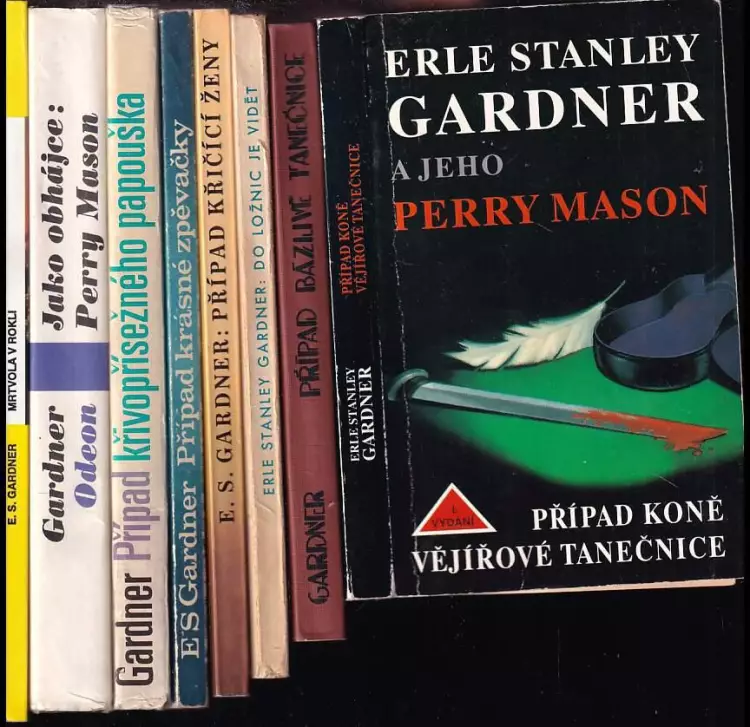 E. S. GARDNER MRTVOLA V ROKLI
Gardner Jako obhájce:
Odeon Perry Mason
Gardner Případ křivopřísežného papouška
E S Gardner Případ krásné zpěvačky
E. S. GARDNER: PŘÍPAD KŘIČÍCÍ ŽENY
ERLE STANLEY GARDNER: DO LOŽNIC JE VIDĚT
GARDNER PŘÍPAD BÁZLIVÉ TANEČNICE
ERLE STANLEY
GARDNER
PŘÍPAD KONĚ
VĚJÍŘOVÉ TANEČNICE
ERLE STANLEY
GARDNER
A JEHO
PERRY MASON
I.
VYDÁNÍ
PŘÍPAD KONĚ
VĚJÍŘOVÉ TANEČNICE